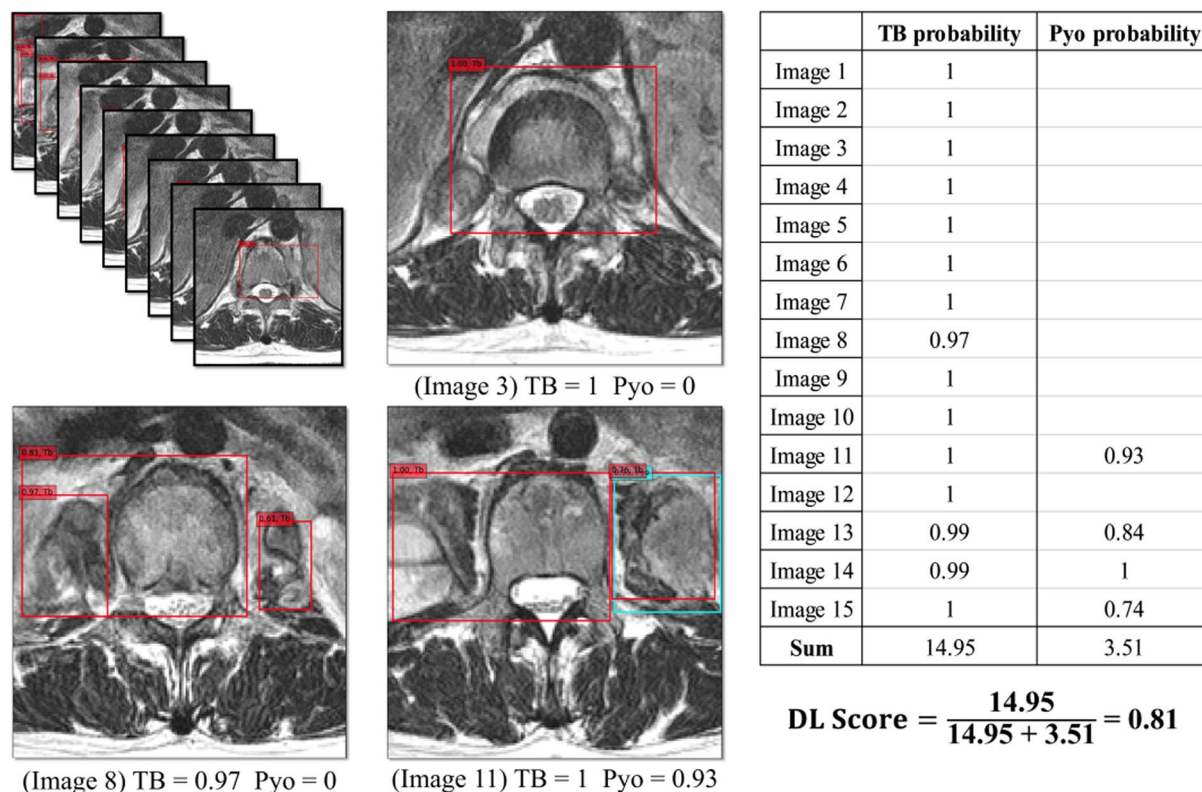 1.00, Tb
(Image 3) TB = 1 Pyo = 0
0.83, Tb
0.97, Tb
0.61, Tb
(Image 8) TB = 0.97 Pyo = 0
1.00, Tb
0.76, Tb
(Image 11) TB = 1 Pyo = 0.93
TB probability Pyo probability
Image 1 1
Image 2 1
Image 3 1
Image 4 1
Image 5 1
Image 6 1
Image 7 1
Image 8 0.97
Image 9 1
Image 10 1
Image 11 1 0.93
Image 12 1
Image 13 0.99 0.84
Image 14 0.99 1
Image 15 1 0.74
Sum 14.95 3.51
DL Score = 14.95 / 14.95 + 3.51 = 0.81